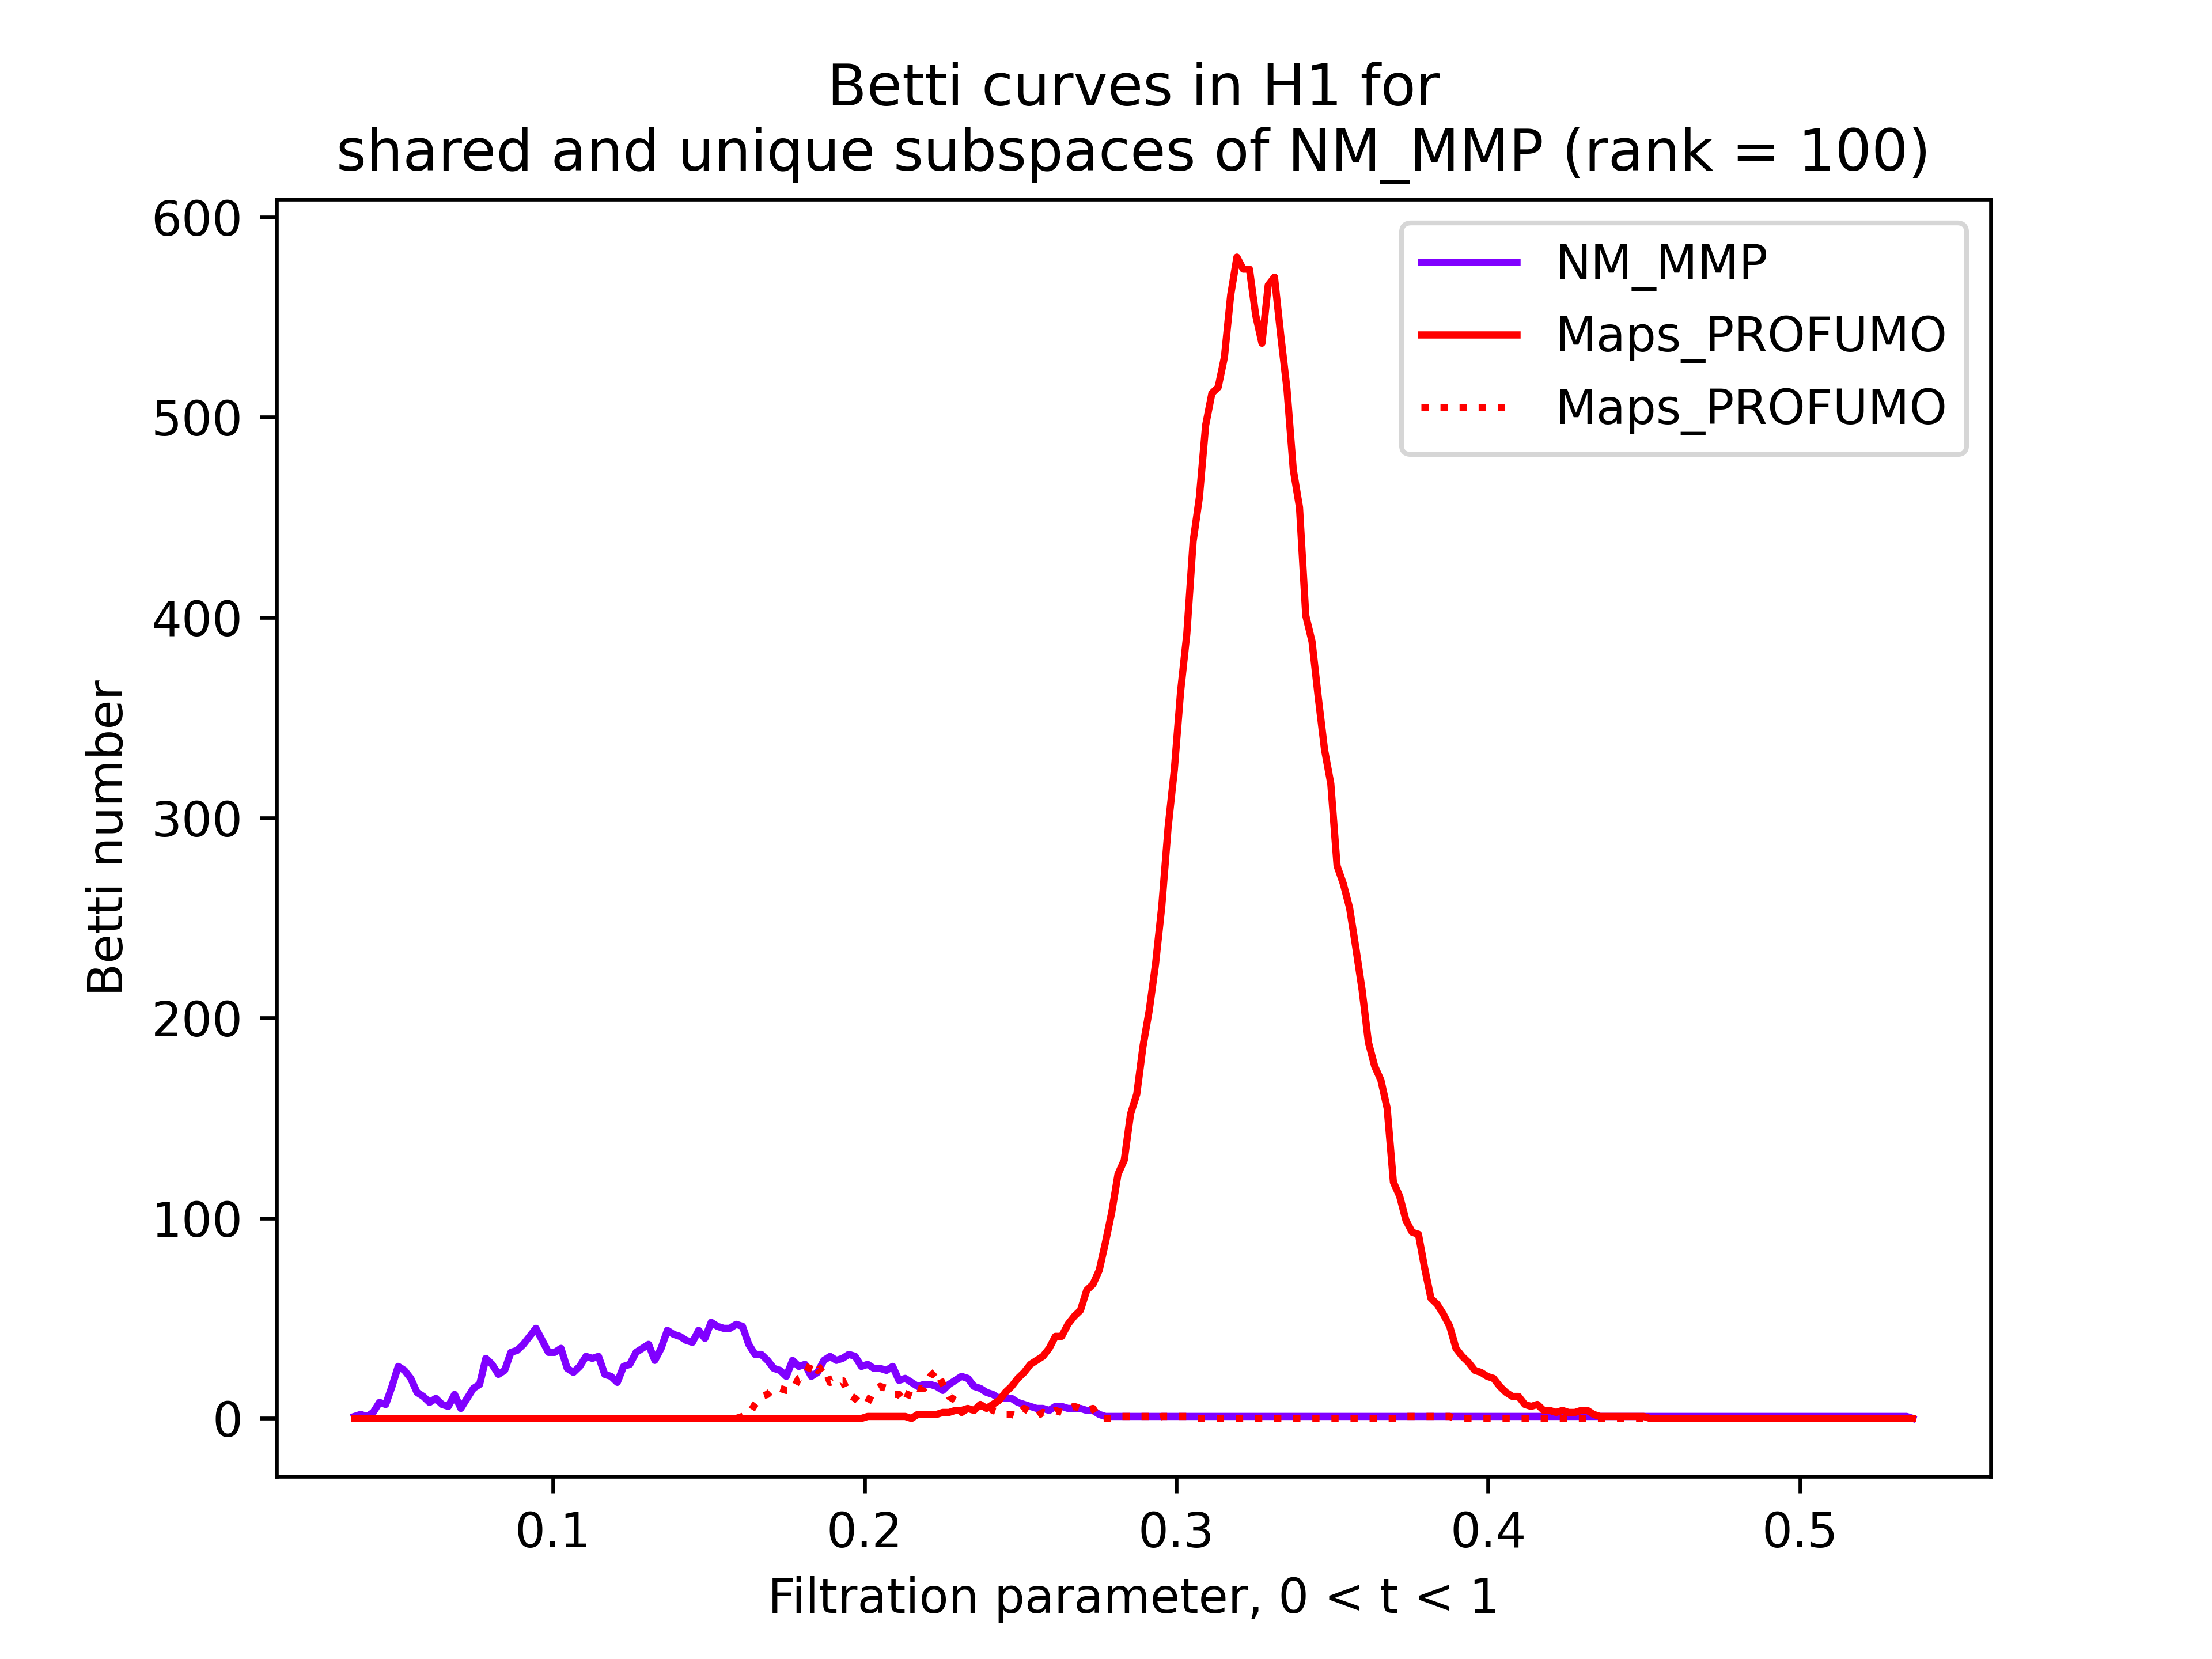 Betti curves in H1 for
shared and unique subspaces of NM_MMP (rank = 100)
600
500
400
300
200
100
0
Betti number
NM_MMP
Maps_PROFUMO
Maps_PROFUMO
0.1
0.2
0.3
0.4
0.5
Filtration parameter, 0 < t < 1